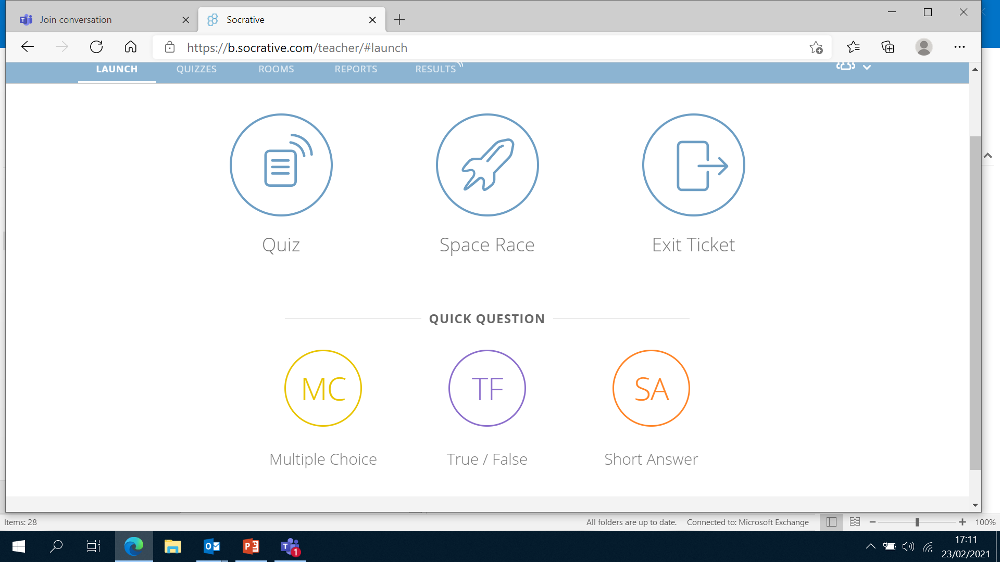 Join conversation
Socrative
https://b.socrative.com/teacher/#launch
LAUNCH QUIZZES ROOMS REPORTS RESULTS
Quiz Space Race Exit Ticket
QUICK QUESTION
MC TF SA
Multiple Choice True / False Short Answer
Items: 28 All folders are up to date. Connected to: Microsoft Exchange 100%
1
17:11
23/02/2021